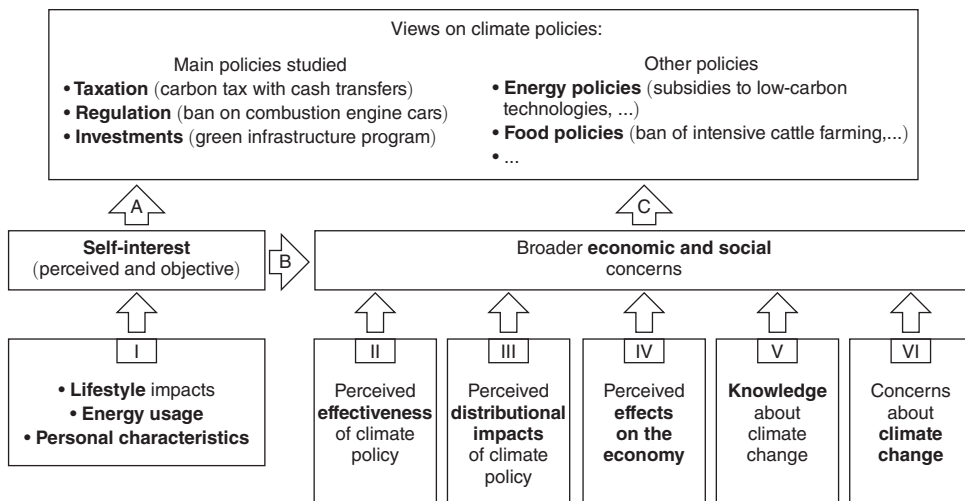 Views on climate policies:
Main policies studied
• Taxation (carbon tax with cash transfers)
• Regulation (ban on combustion engine cars)
• Investments (green infrastructure program)
Other policies
• Energy policies (subsidies to low-carbon
technologies, ...)
• Food policies (ban of intensive cattle farming,...)
• ...
A
C
Self-interest
(perceived and objective)
B
Broader economic and social
concerns
I
• Lifestyle impacts
• Energy usage
• Personal characteristics
II
Perceived
effectiveness
of climate
policy
III
Perceived
distributional
impacts
of climate
policy
IV
Perceived
effects
on the
economy
V
Knowledge
about
climate
change
VI
Concerns
about
climate
change